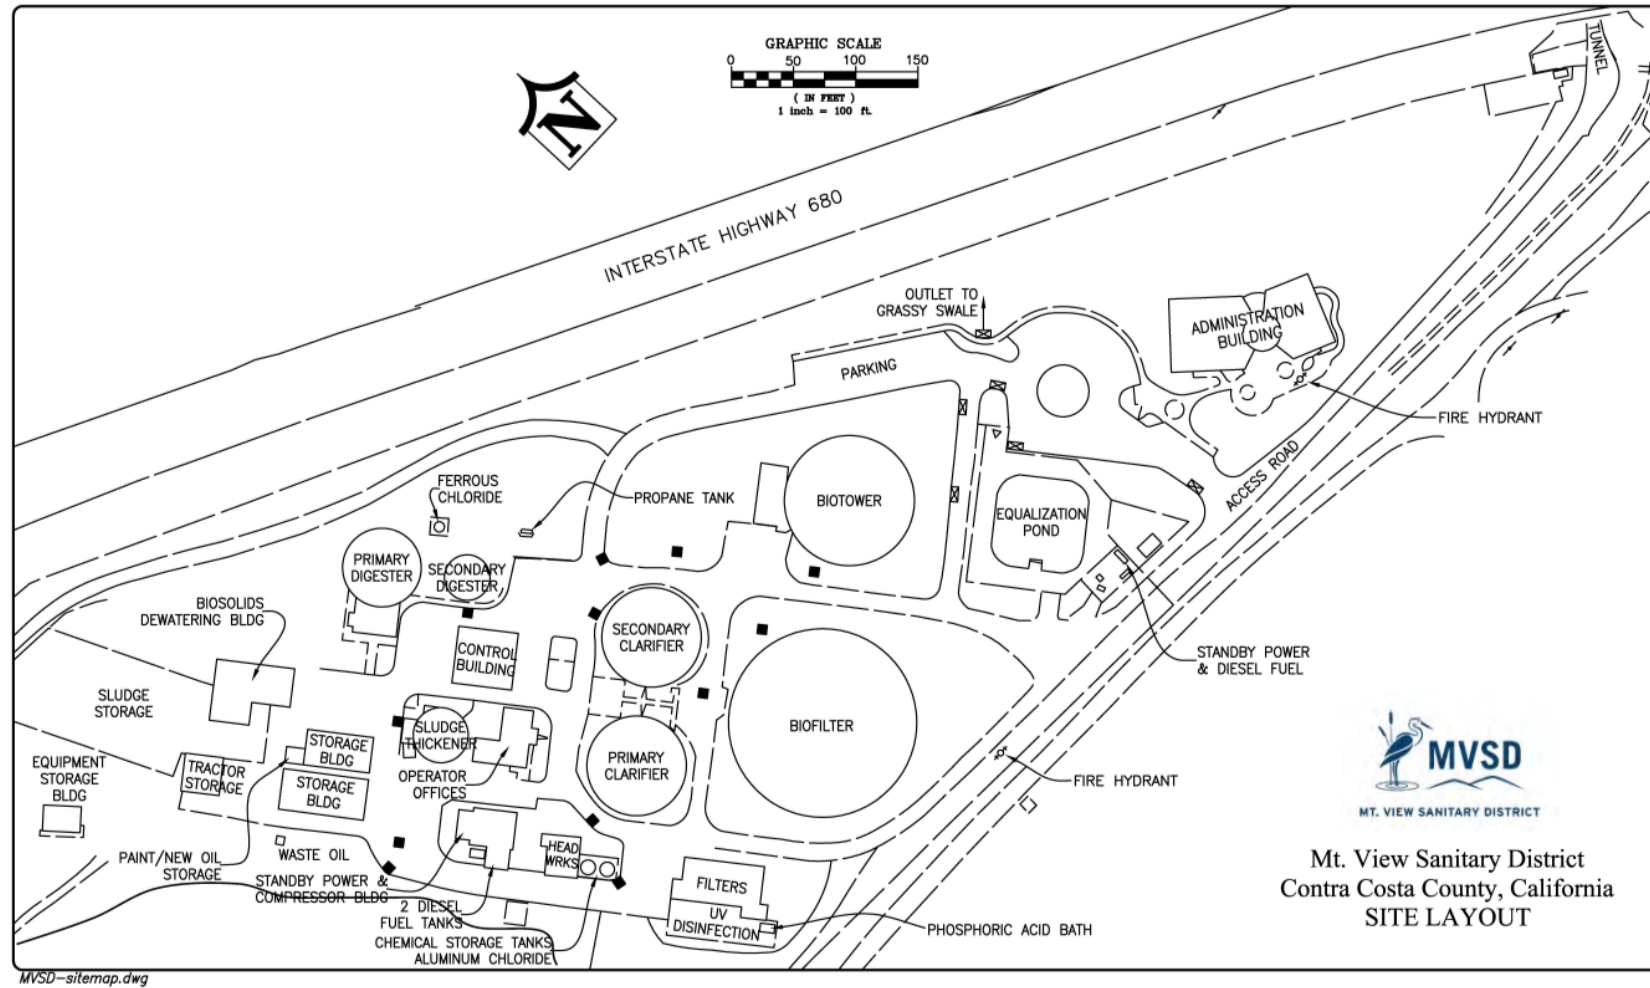 GRAPHIC SCALE
0 50 100 150
( IN FEET )
1 inch = 100 ft.
N
TUNNEL
INTERSTATE HIGHWAY 680
OUTLET TO
GRASSY SWALE
ADMINISTRATION
BUILDING
PARKING
FIRE HYDRANT
ACCESS ROAD
FERROUS
CHLORIDE
PROPANE TANK
BIOTOWER
EQUALIZATION
POND
PRIMARY
DIGESTER
SECONDARY
DIGESTER
BIOSOLIDS
DEWATERING BLDG
SECONDARY
CLARIFIER
CONTROL
BUILDING
STANDBY POWER
& DIESEL FUEL
SLUDGE
STORAGE
BIOFILTER
SLUDGE
THICKENER
STORAGE
BLDG
EQUIPMENT
STORAGE
BLDG
TRACTOR
STORAGE
STORAGE
BLDG
OPERATOR
OFFICES
PRIMARY
CLARIFIER
FIRE HYDRANT
MVSD
MT. VIEW SANITARY DISTRICT
PAINT/NEW OIL
STORAGE
WASTE OIL
HEAD
WRKS
STANDBY POWER &
COMPRESSOR BLDG
2 DIESEL
FUEL TANKS
CHEMICAL STORAGE TANKS
ALUMINUM CHLORIDE
FILTERS
UV
DISINFECTION
PHOSPHORIC ACID BATH
Mt. View Sanitary District
Contra Costa County, California
SITE LAYOUT
MVSD-sitemap.dwg